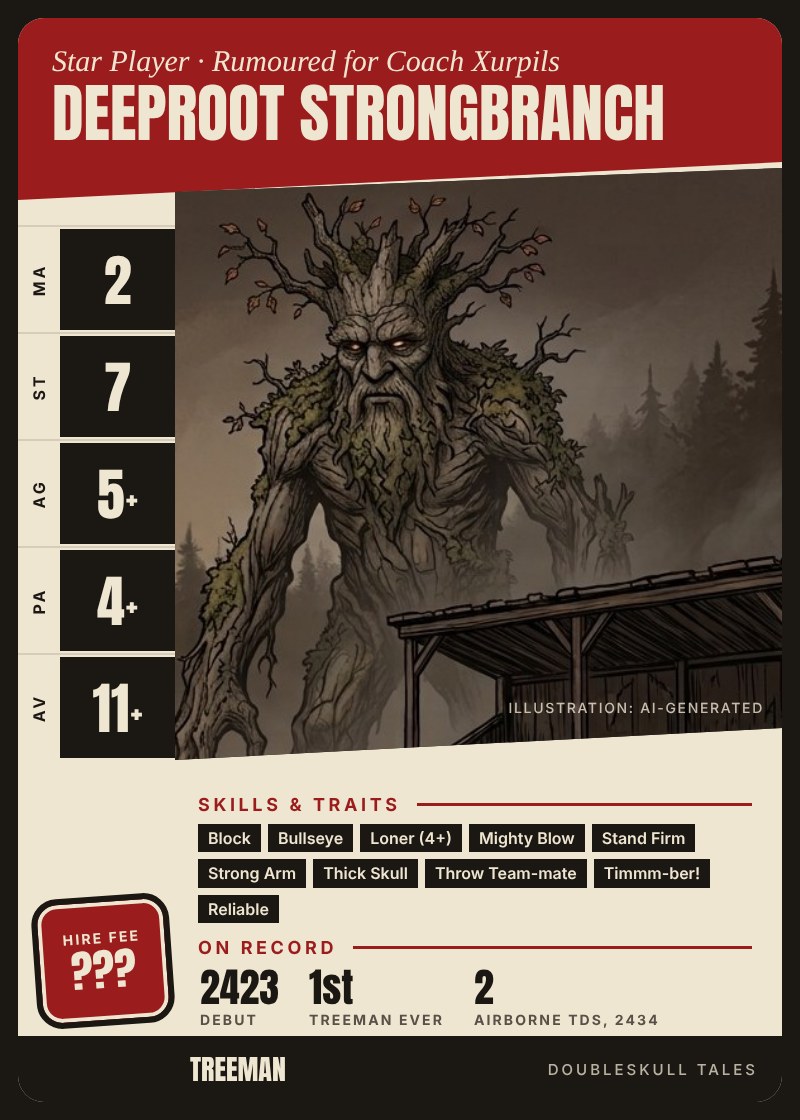 Star Player · Rumoured for Coach Xurpils
DEEPROOT STRONGBRANCH
MA
2
ST
7
AG
5+
PA
4+
AV
11+
ILLUSTRATION: AI-GENERATED
SKILLS & TRAITS
Block Bullseye Loner (4+) Mighty Blow Stand Firm
Strong Arm Thick Skull Throw Team-mate Timmm-ber!
Reliable
HIRE FEE
???
ON RECORD
2423 1st 2
DEBUT TREEMAN EVER AIRBORNE TDS, 2434
TREEMAN DOUBLESKULL TALES